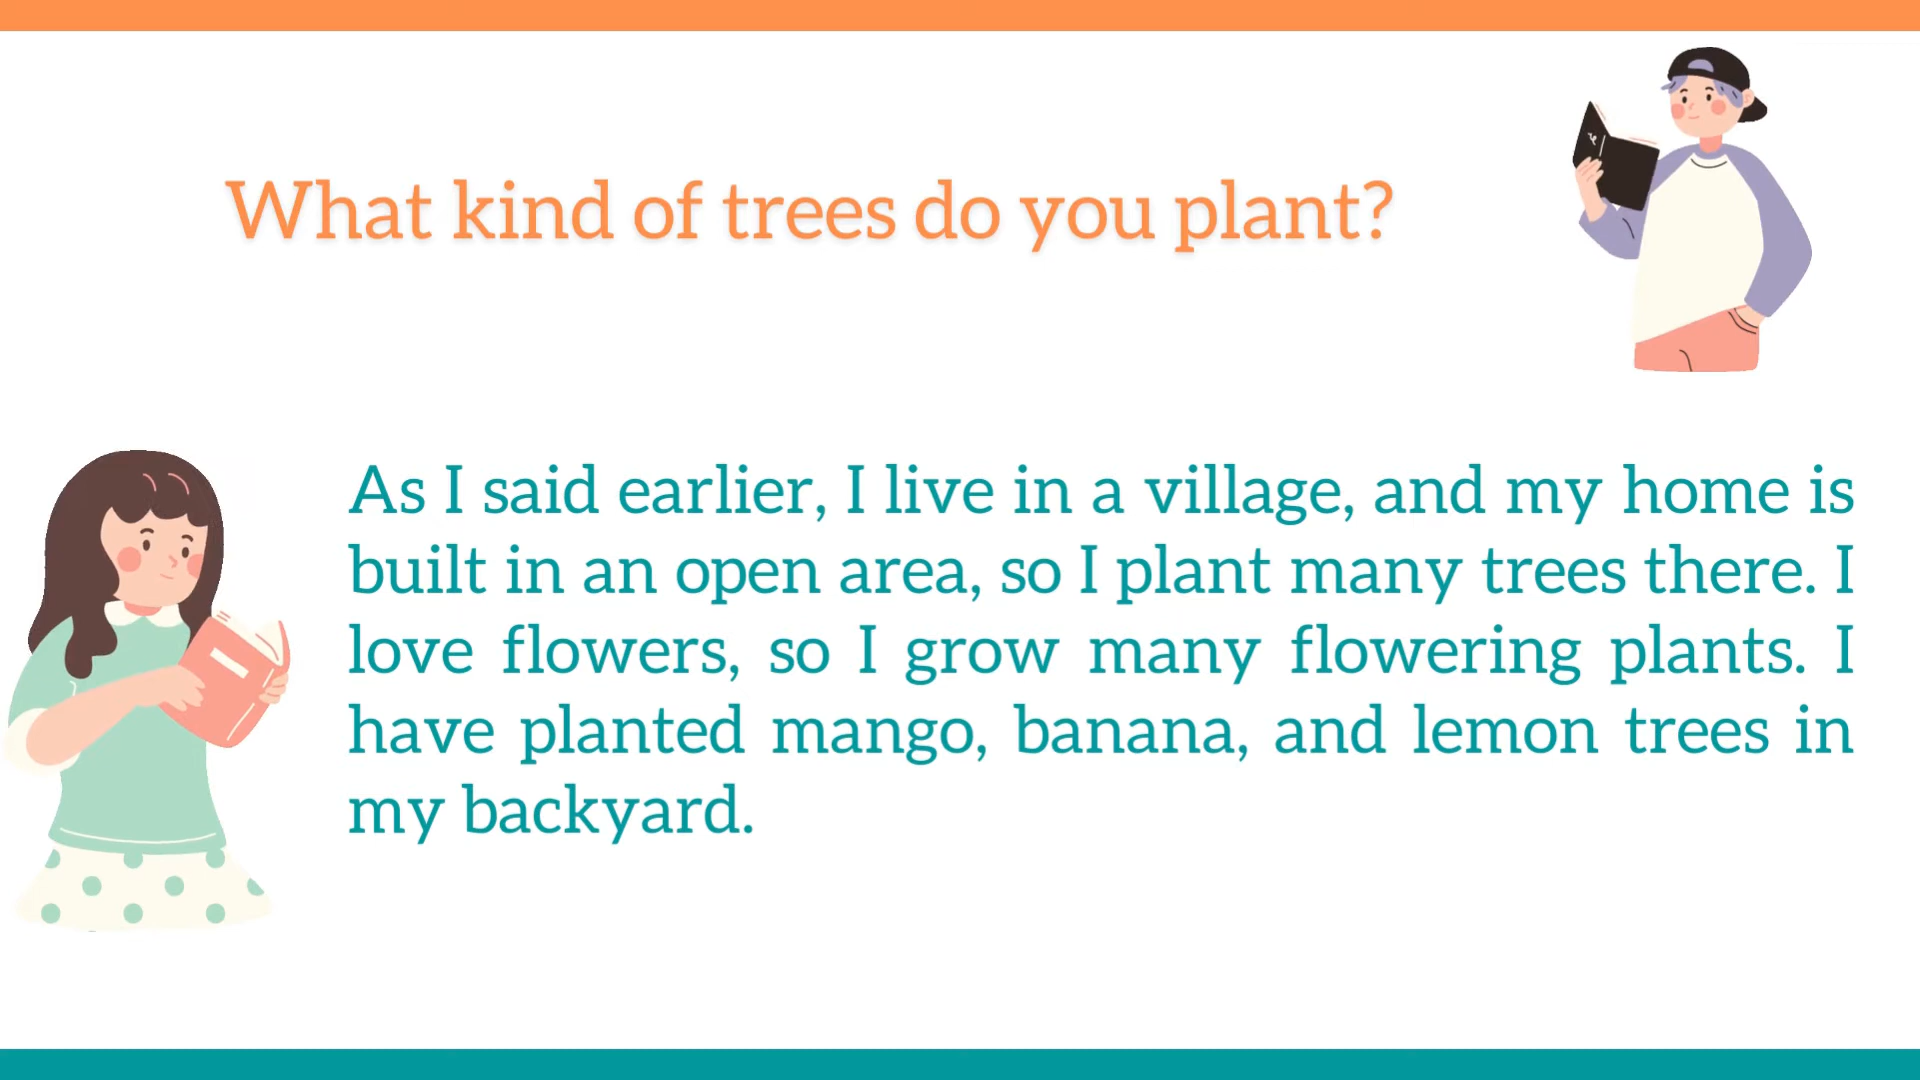 What kind of trees do you plant?
As I said earlier, I live in a village, and my home is
built in an open area, so I plant many trees there. I
love flowers, so I grow many flowering plants. I
have planted mango, banana, and lemon trees in
my backyard.